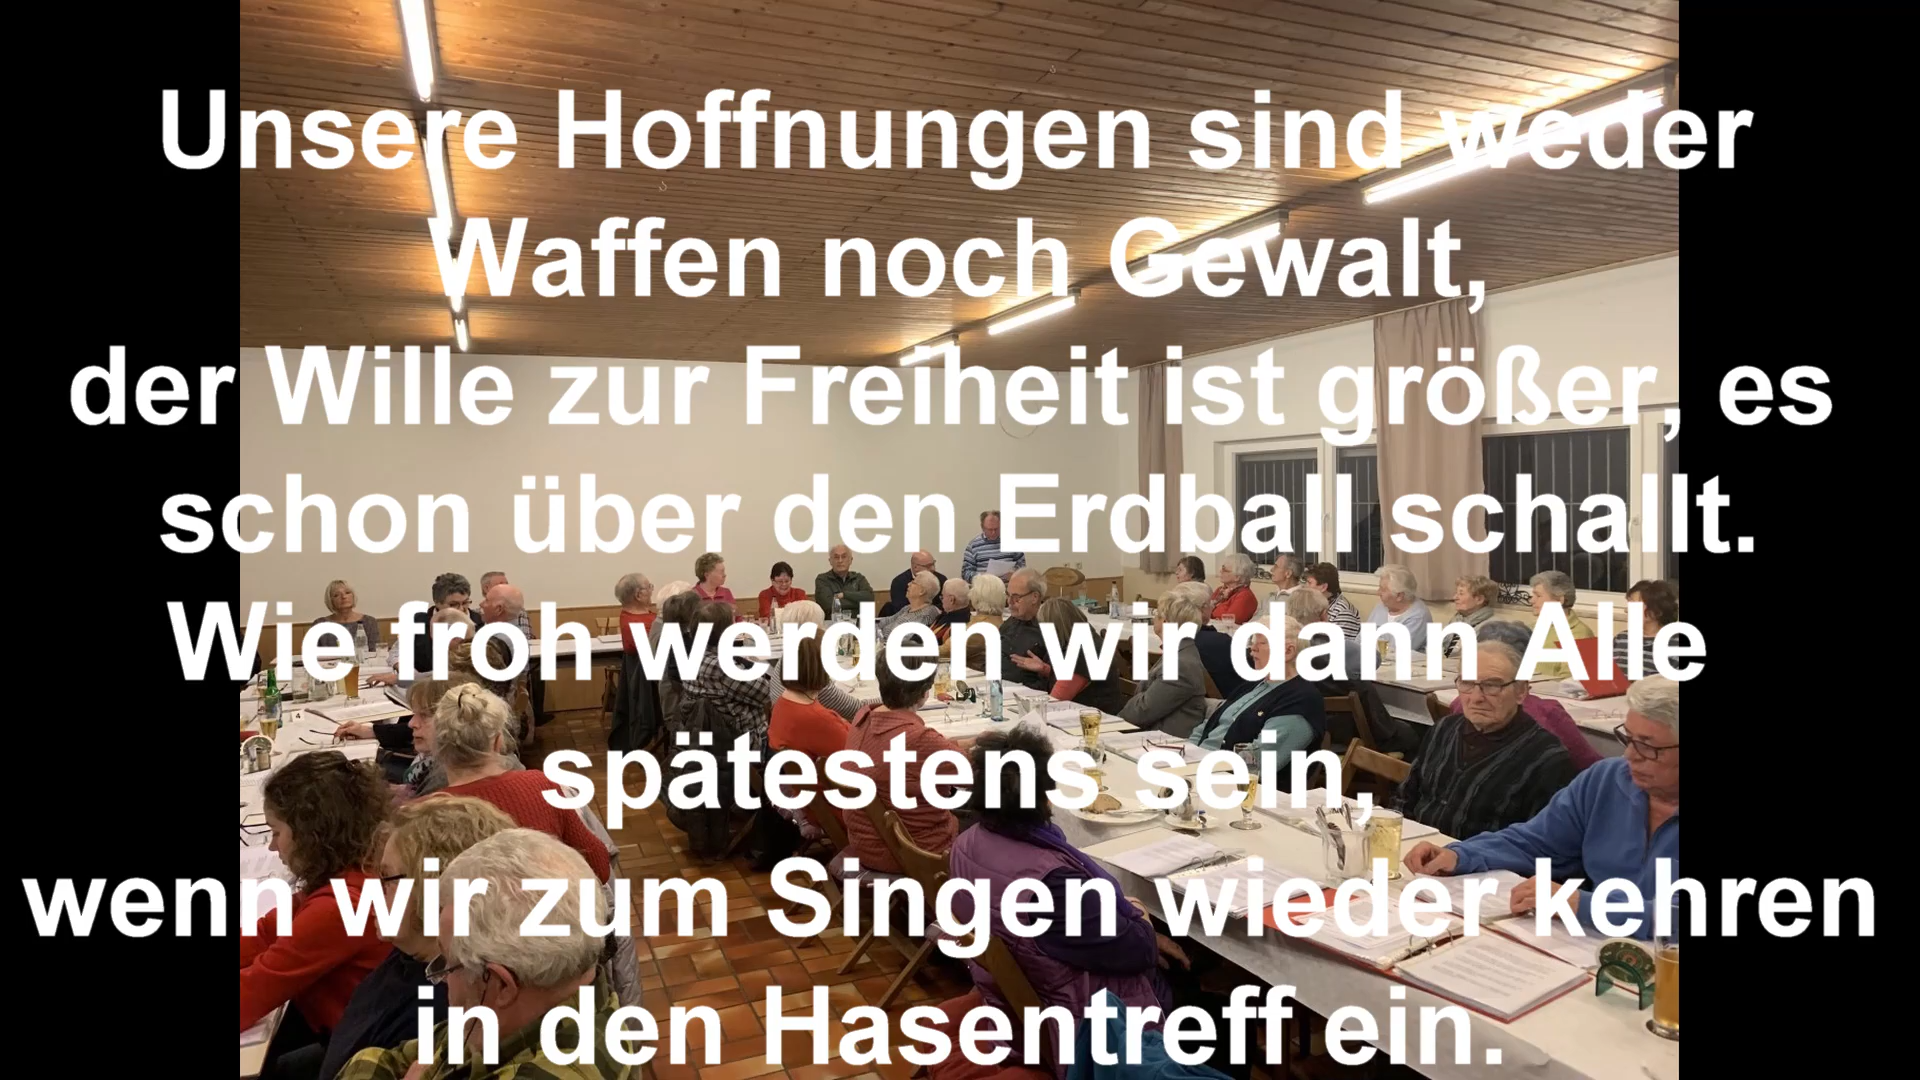 Unsere Hoffnungen sind weder
Waffen noch Gewalt,
der Wille zur Freiheit ist größer, es
schon über den Erdball schallt.
Wie froh werden wir dann Alle
spätestens sein,
wenn wir zum Singen wieder kehren
in den Hasentreff ein.